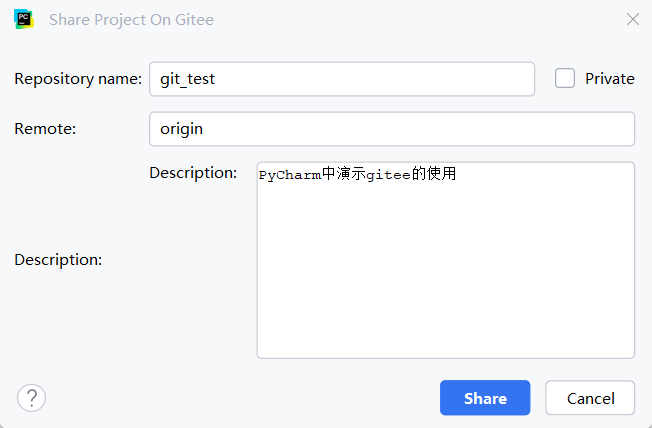 Share Project On Gitee
Repository name: git_test Private
Remote: origin
Description: PyCharm中演示gitee的使用
Description:
? Share Cancel